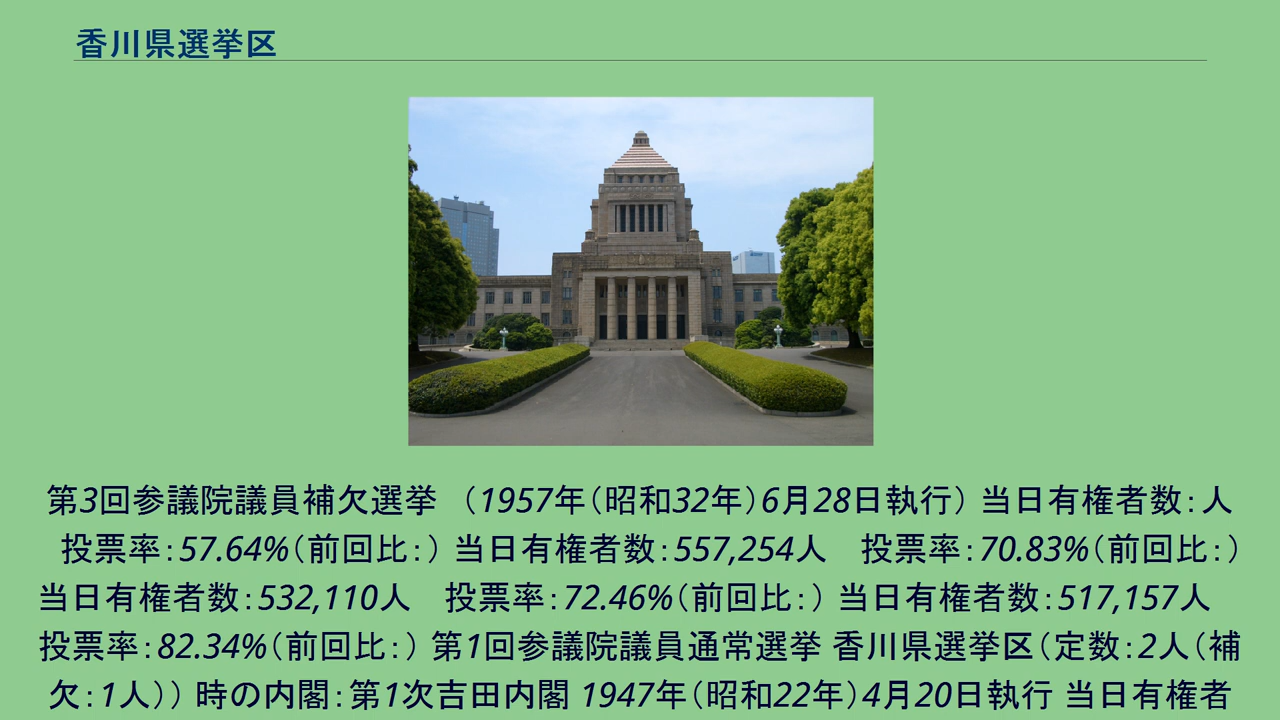 香川県選挙区
第3回参議院議員補欠選挙 （1957年（昭和32年）6月28日執行） 当日有権者数：人
投票率：57.64%（前回比：） 当日有権者数：557,254人　投票率：70.83%（前回比：）
当日有権者数：532,110人　投票率：72.46%（前回比：） 当日有権者数：517,157人
投票率：82.34%（前回比：） 第1回参議院議員通常選挙 香川県選挙区（定数：2人（補
欠：1人）） 時の内閣：第1次吉田内閣 1947年（昭和22年）4月20日執行 当日有権者